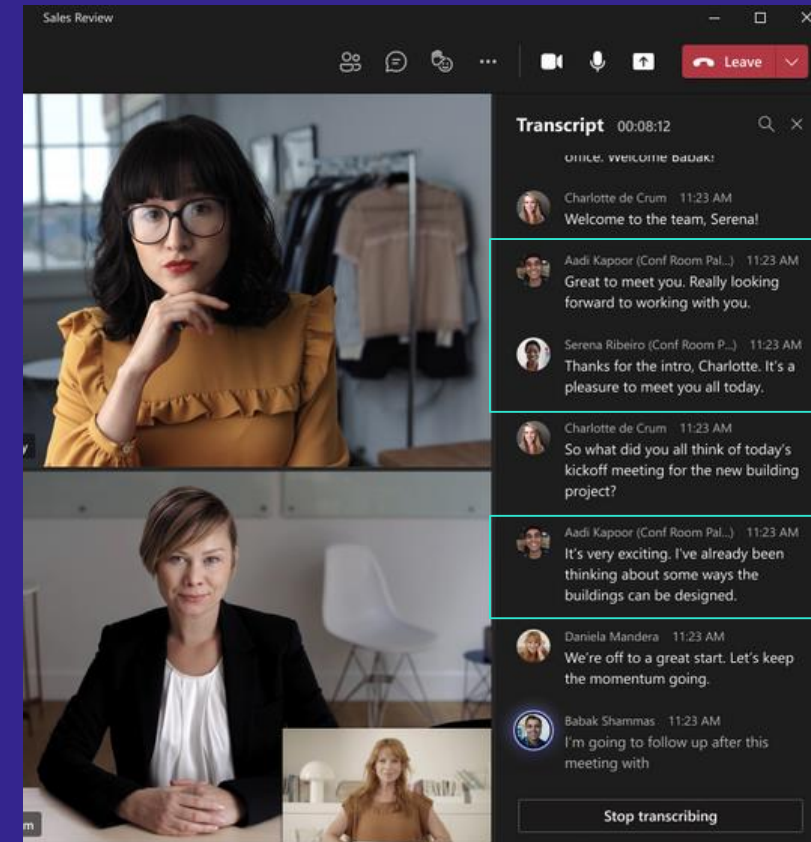 Sales Review
Leave
Transcript 00:08:12
office. Welcome Babak!
Charlotte de Crum 11:23 AM
Welcome to the team, Serena!
Aadi Kapoor (Conf Room Pal...) 11:23 AM
Great to meet you. Really looking
forward to working with you.
Serena Ribeiro (Conf Room P...) 11:23 AM
Thanks for the intro, Charlotte. It's a
pleasure to meet you all today.
Charlotte de Crum 11:23 AM
So what did you all think of today's
kickoff meeting for the new building
project?
Aadi Kapoor (Conf Room Pal...) 11:23 AM
It's very exciting. I've already been
thinking about some ways the
buildings can be designed.
Daniela Mandera 11:23 AM
We're off to a great start. Let's keep
the momentum going.
Babak Shammas 11:23 AM
I'm going to follow up after this
meeting with
Stop transcribing